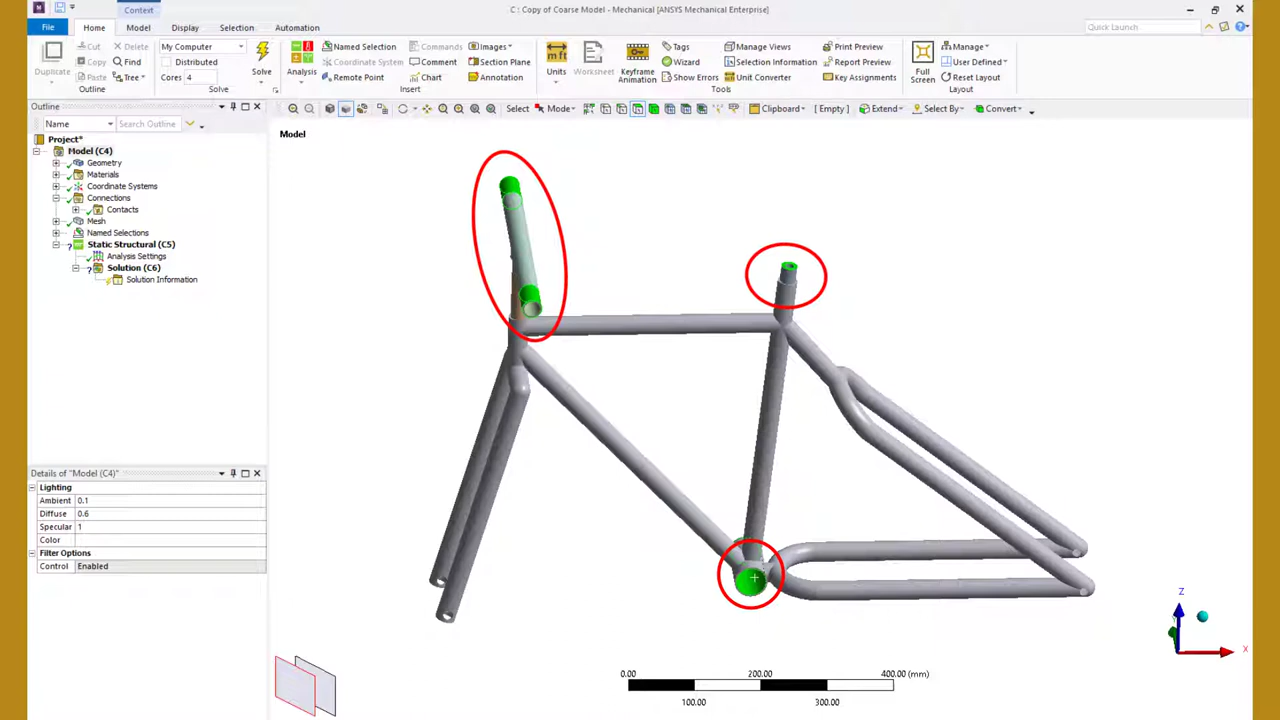 Context
C : Copy of Coarse Model - Mechanical [ANSYS Mechanical Enterprise]
File Home Model Display Selection Automation
Quick Launch
Duplicate
Cut
Copy
Paste
Delete
Find
Tree
Outline
My Computer
Distributed
Cores 4
Solve
Solve
Analysis
Named Selection
Coordinate System
Remote Point
Commands
Comment
Chart
Images
Section Plane
Annotation
Insert
Units
Worksheet
Keyframe
Animation
Tags
Wizard
Show Errors
Manage Views
Selection Information
Unit Converter
Print Preview
Report Preview
Key Assignments
Tools
Full
Screen
Manage
User Defined
Reset Layout
Layout
Outline
Select Mode Clipboard [ Empty ] Extend Select By Convert
Name Search Outline
Model
Project*
Model (C4)
Geometry
Materials
Coordinate Systems
Connections
Contacts
Mesh
Named Selections
Static Structural (C5)
Analysis Settings
Solution (C6)
Solution Information
Details of "Model (C4)"
Lighting
Ambient 0.1
Diffuse 0.6
Specular 1
Color
Filter Options
Control Enabled
Z
X
0.00 200.00 400.00 (mm)
100.00 300.00